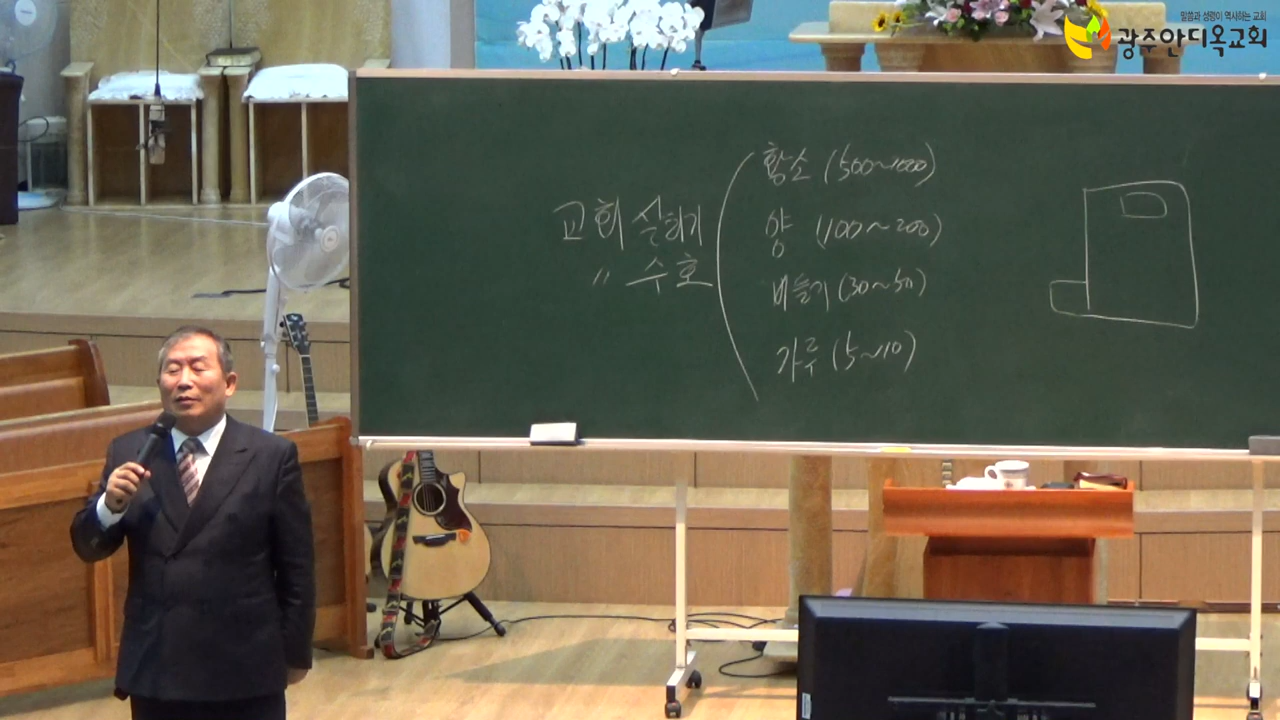 말씀과 성령이 역사하는 교회
광주안디옥교회
교회 설하기
〃 수호
황소 (500~1000)
양 (100~200)
비둘기 (30~50)
가루 (5~10)